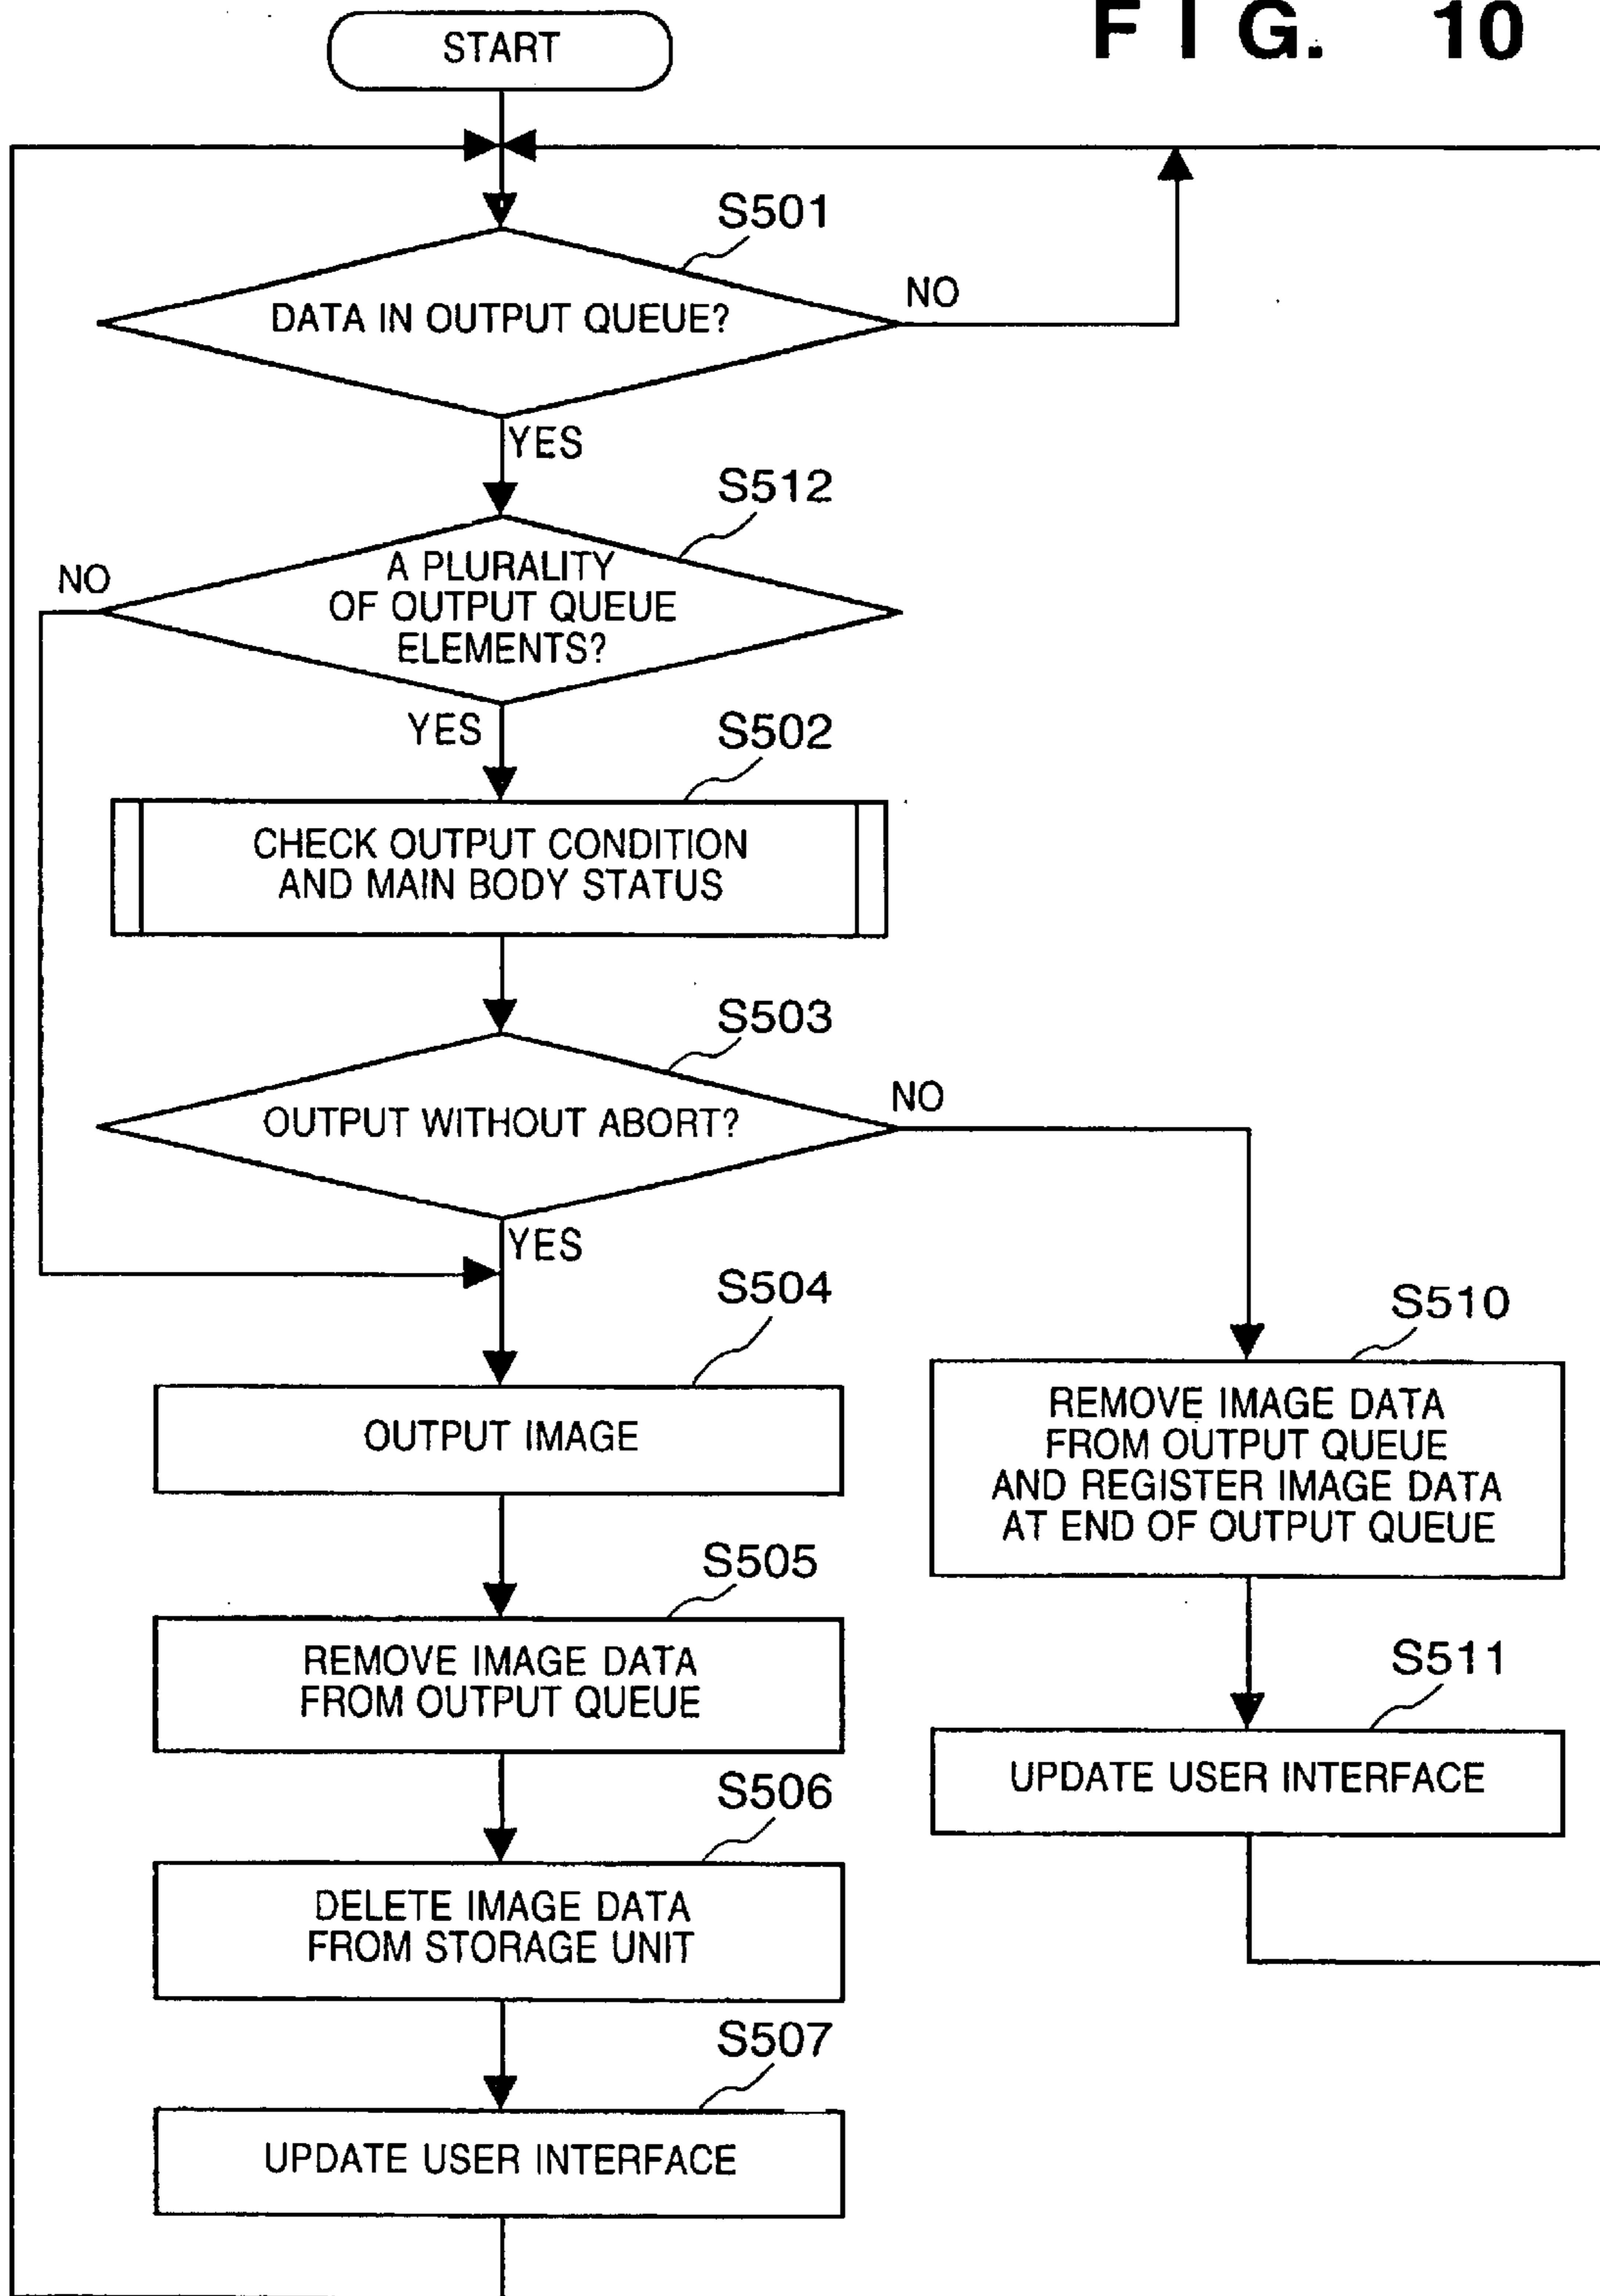 FIG. 10
START
S501
DATA IN OUTPUT QUEUE?
NO
YES
S512
A PLURALITY
OF OUTPUT QUEUE
ELEMENTS?
NO
YES
S502
CHECK OUTPUT CONDITION
AND MAIN BODY STATUS
S503
OUTPUT WITHOUT ABORT?
NO
YES
S504
OUTPUT IMAGE
S505
REMOVE IMAGE DATA
FROM OUTPUT QUEUE
S506
DELETE IMAGE DATA
FROM STORAGE UNIT
S507
UPDATE USER INTERFACE
S510
REMOVE IMAGE DATA
FROM OUTPUT QUEUE
AND REGISTER IMAGE DATA
AT END OF OUTPUT QUEUE
S511
UPDATE USER INTERFACE